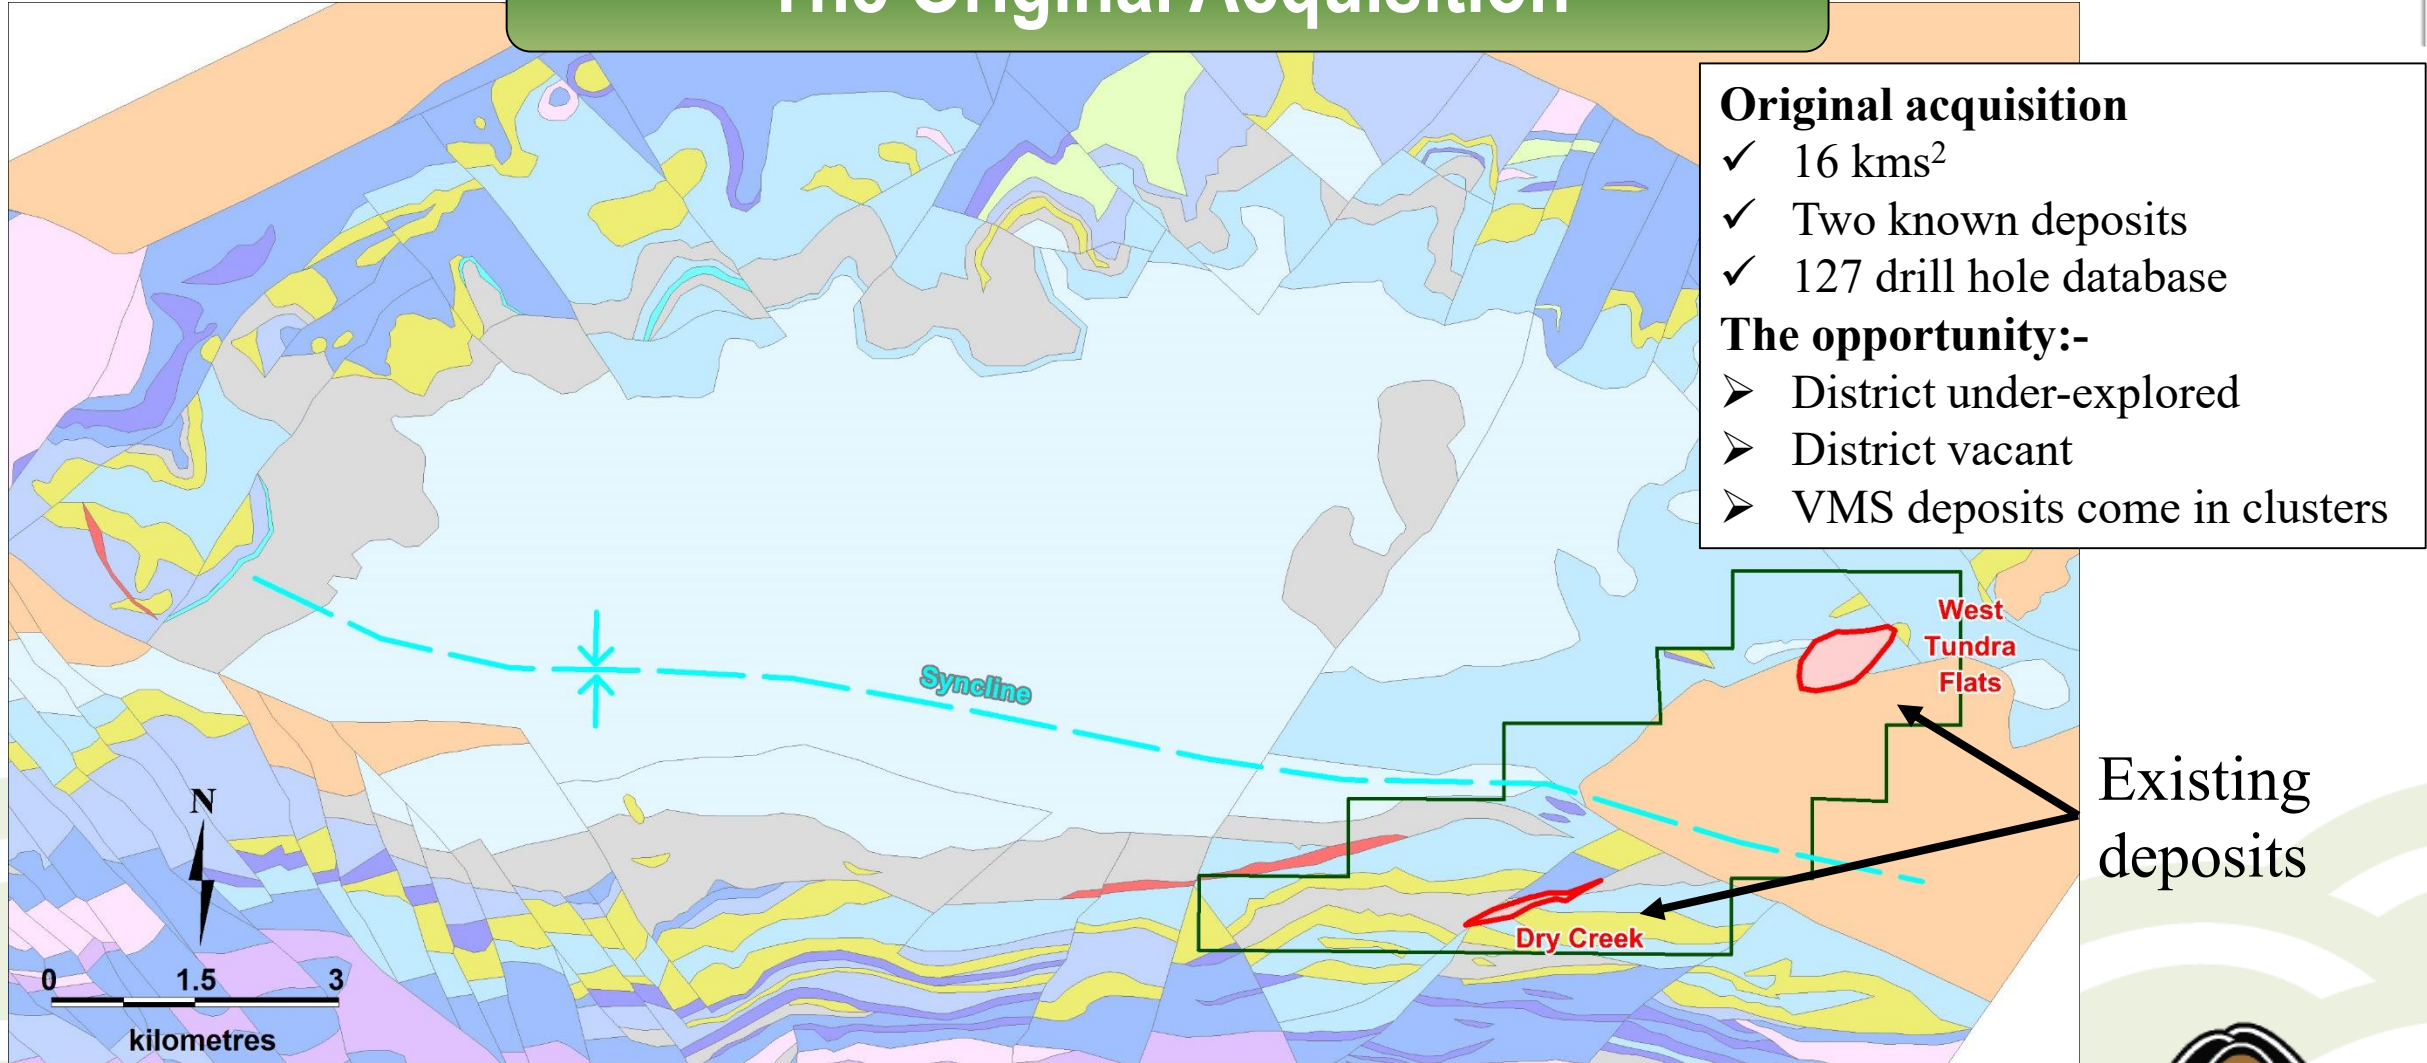 The Original Acquisition
Original acquisition
✓ 16 kms²
✓ Two known deposits
✓ 127 drill hole database
The opportunity:-
➢ District under-explored
➢ District vacant
➢ VMS deposits come in clusters
West
Tundra
Flats
Syncline
Existing
deposits
N
Dry Creek
0 1.5 3
kilometres